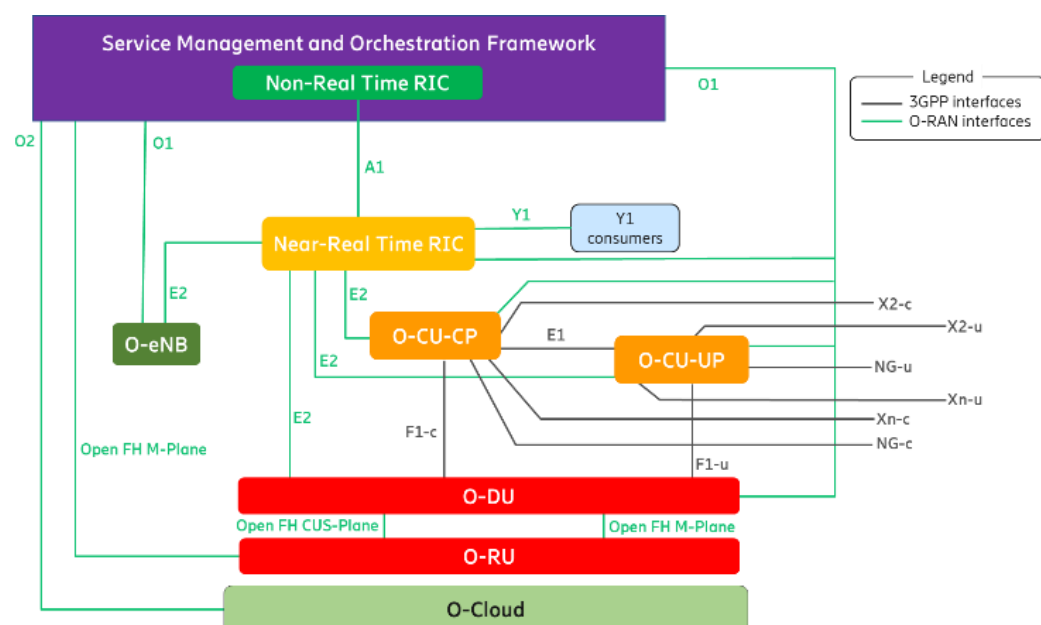 Service Management and Orchestration Framework
Non-Real Time RIC
Legend
3GPP interfaces
O-RAN interfaces
O1
O2
O1
A1
Y1
Y1
consumers
Near-Real Time RIC
E2
E2
X2-c
X2-u
O-eNB
O-CU-CP
E1
O-CU-UP
E2
NG-u
Xn-u
E2
Xn-c
F1-c
NG-c
Open FH M-Plane
F1-u
O-DU
Open FH CUS-Plane
Open FH M-Plane
O-RU
O-Cloud